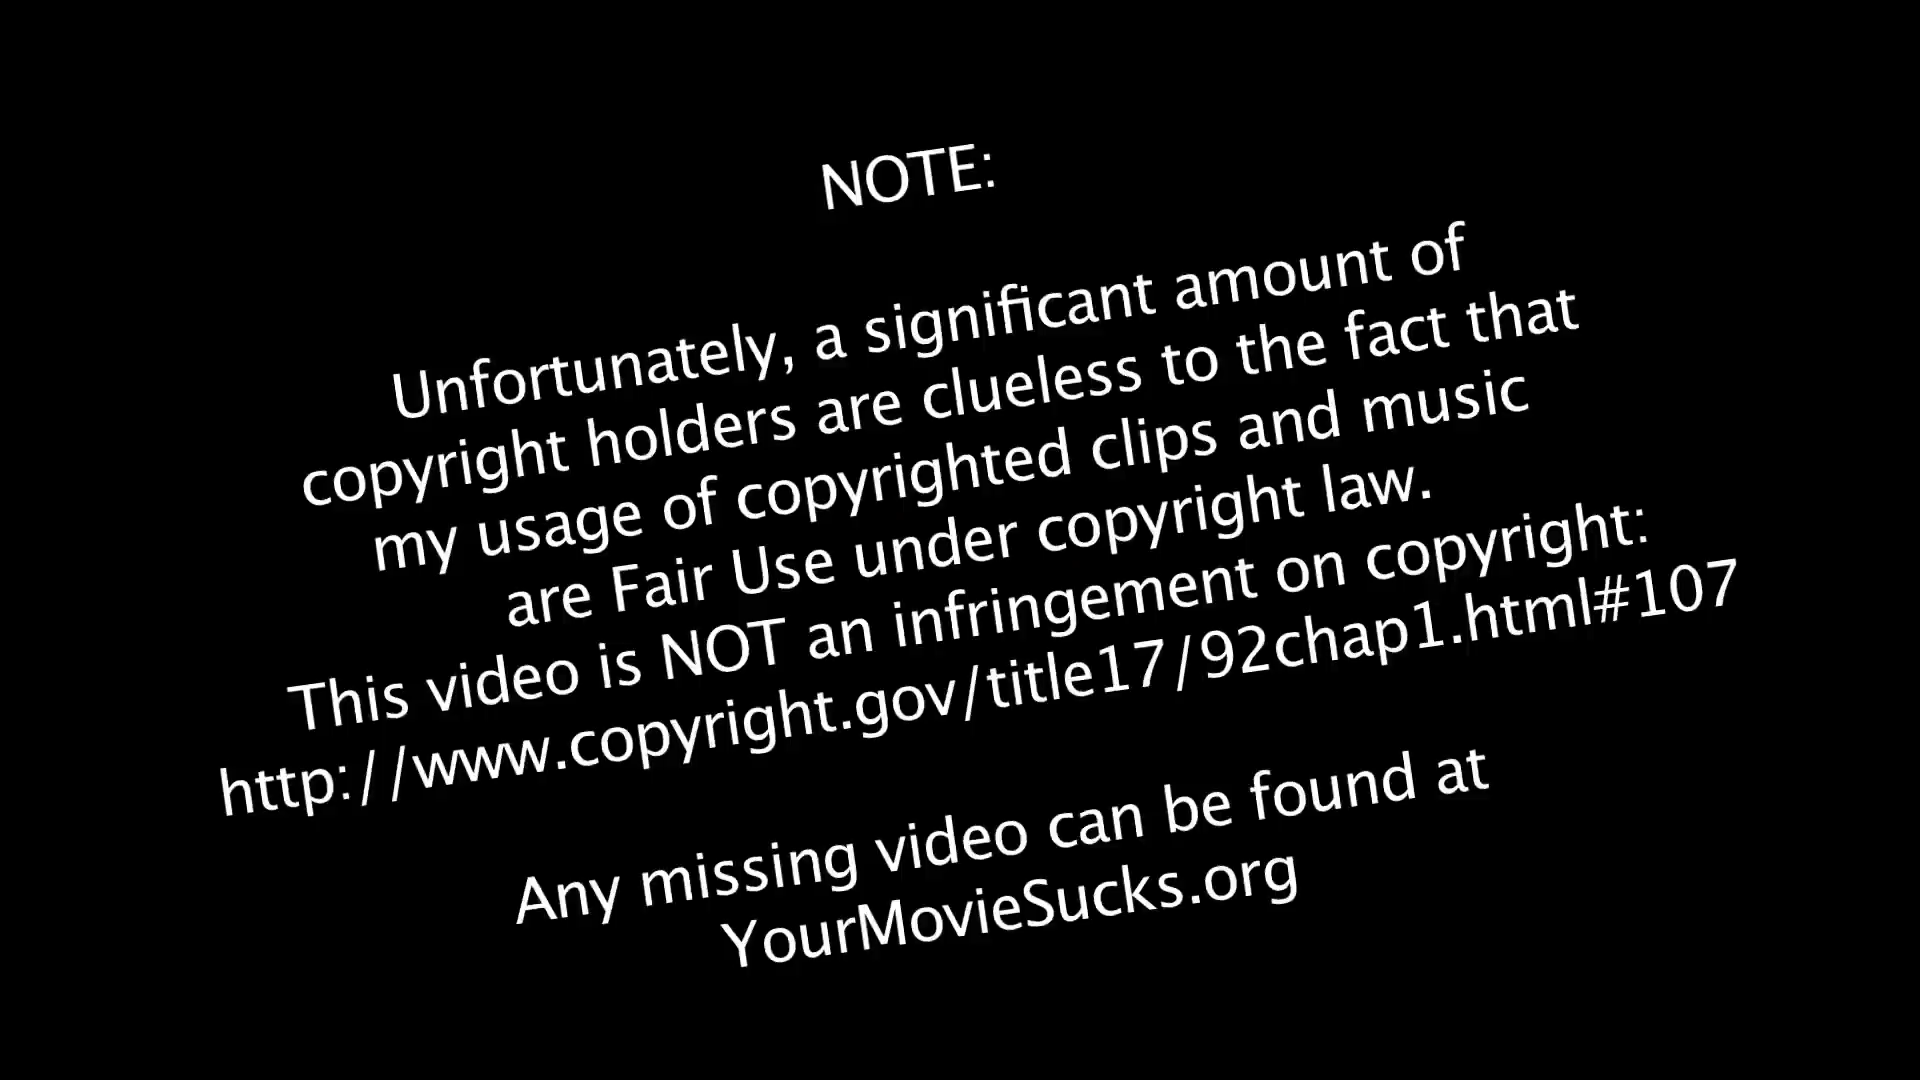 NOTE:
Unfortunately, a significant amount of
copyright holders are clueless to the fact that
my usage of copyrighted clips and music
are Fair Use under copyright law.
This video is NOT an infringement on copyright:
http://www.copyright.gov/title17/92chap1.html#107
Any missing video can be found at
YourMovieSucks.org